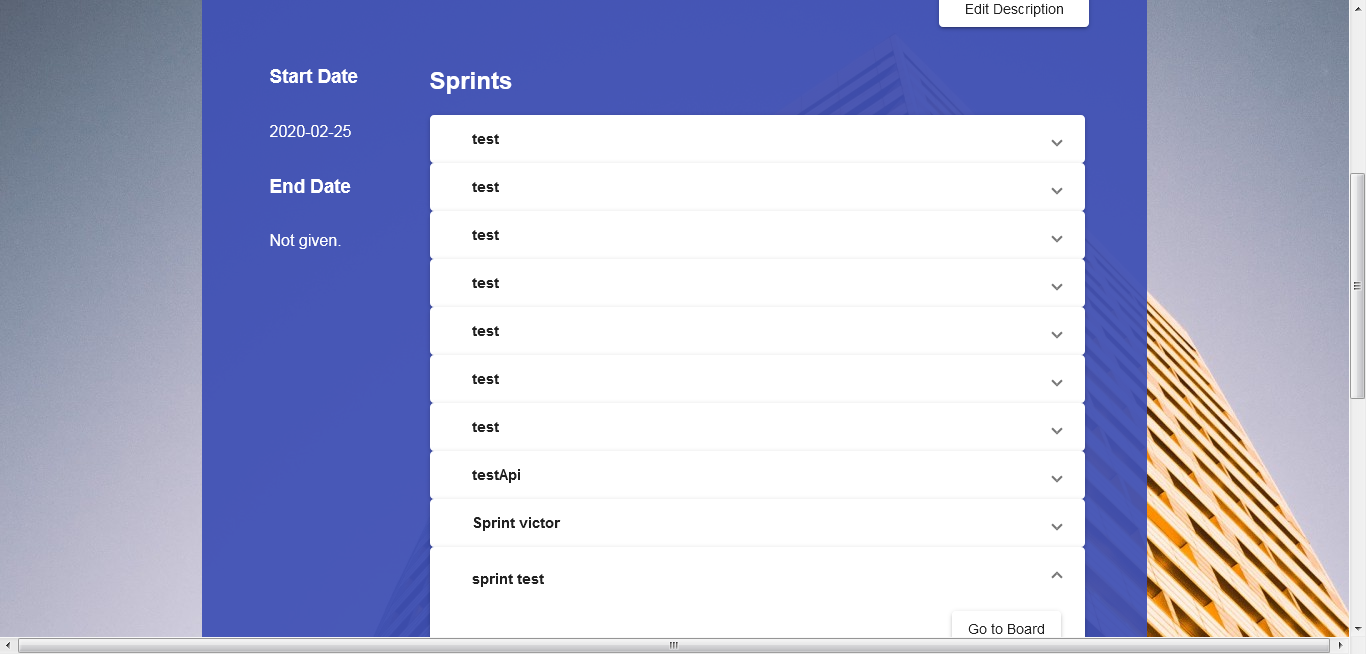 Edit Description
Start Date
2020-02-25
End Date
Not given.
Sprints
test
test
test
test
test
test
test
testApi
Sprint victor
sprint test
Go to Board